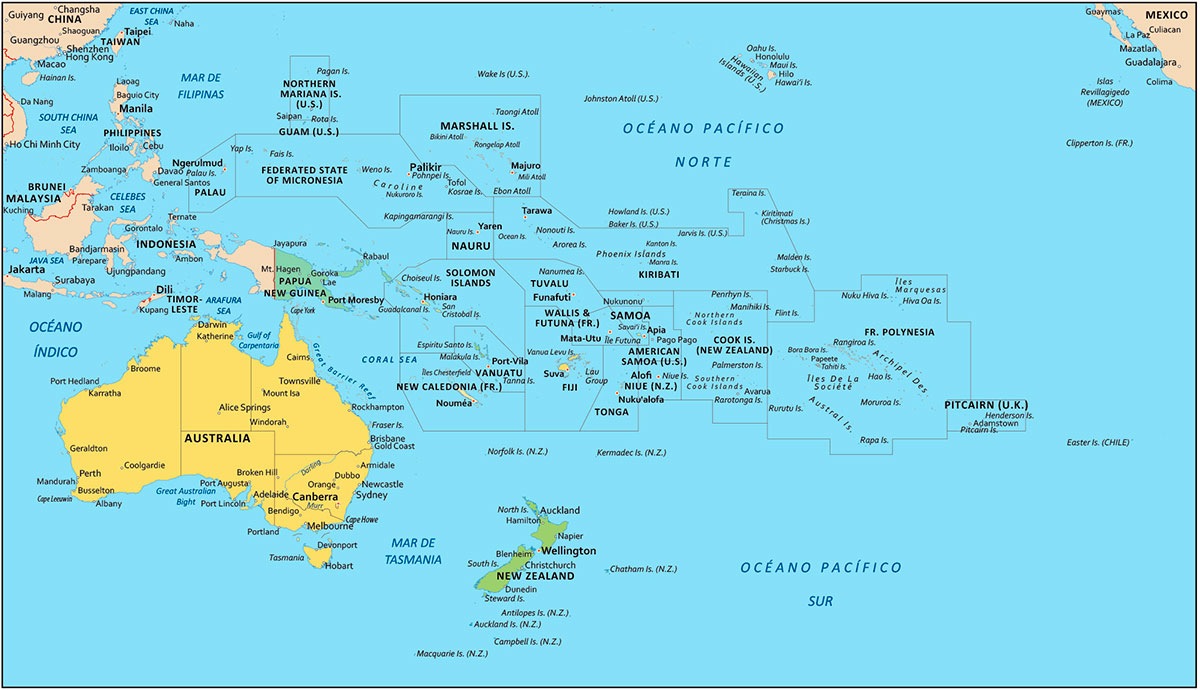 Changsha
Guiyang
CHINA
Shaoguan
Guangzhou
Shenzhen
Hong Kong
Macao
Hainan Is.
EAST CHINA
SEA
Taipei
TAIWAN
Naha
Da Nang
SOUTH CHINA
SEA
Ho Chi Minh City
Laoag
Baguio City
Manila
PHILIPPINES
Iloilo
Cebu
Zamboanga
Davao
General Santos
MAR DE
FILIPINAS
BRUNEI
MALAYSIA
Kuching
Tarakan
CELEBES
SEA
Ternate
Gorontalo
INDONESIA
Bandjarmasin
Parepare
Ambon
Ujungpandang
JAVA SEA
Jakarta
Surabaya
Malang
Dili
TIMOR-
LESTE
Kupang
ARAFURA
SEA
OCÉANO
ÍNDICO
Pagan Is.
NORTHERN
MARIANA IS.
(U.S.)
Saipan
Rota Is.
GUAM (U.S.)
Ngerulmud
Palau Is.
PALAU
Yap Is.
Fais Is.
FEDERATED STATE
OF MICRONESIA
Weno Is.
Palikir
Pohnpei Is.
Caroline
Nukuroro Is.
Tofol
Kosrae Is.
Kapingamarangi Is.
Wake Is (U.S.).
Taongi Atoll
MARSHALL IS.
Bikini Atoll
Rongelap Atoll
Majuro
Mili Atoll
Ebon Atoll
Johnston Atoll (U.S.)
Oahu Is.
Honolulu
Maui Is.
Hilo
Hawai'i Is.
Hawaiian
Islands (U.S.)
OCÉANO PACÍFICO
NORTE
Guaymas
MEXICO
La Paz
Culiacan
Mazatlan
Guadalajara
Colima
Islas
Revillagigedo
(MEXICO)
Clipperton Is. (FR.)
Tarawa
Nauru Is.
Yaren
NAURU
Ocean Is.
Nonouti Is.
Arorea Is.
Howland Is. (U.S.)
Baker Is. (U.S.)
Jarvis Is. (U.S.)
Teraina Is.
Kiritimati
(Christmas Is.)
Kanton Is.
Phoenix Islands
Manra Is.
KIRIBATI
Malden Is.
Starbuck Is.
Jayapura
Mt. Hagen
Goroka
Lae
PAPUA
NEW GUINEA
Port Moresby
Rabaul
Choiseul Is.
SOLOMON
ISLANDS
Honiara
Guadalcanal Is.
San
Cristobal Is.
Nanumea Is.
TUVALU
Funafuti
Nukunonu
WALLIS &
FUTUNA (FR.)
Mata-Utu
SAMOA
Savai'i Is.
Apia
Île Futuna
Pago Pago
AMERICAN
SAMOA (U.S.)
Alofi
Niue Is.
NIUE (N.Z.)
Nuku'alofa
TONGA
Vanua Levu Is.
Suva
FIJI
Lau
Group
Espiritu Santo Is.
Malakula Is.
Port-Vila
VANUATU
Tanna Is.
Îles Chesterfield
NEW CALEDONIA (FR.)
Nouméa
CORAL SEA
Penrhyn Is.
Manihiki Is.
Northern
Cook Islands
COOK IS.
(NEW ZEALAND)
Palmerston Is.
Southern
Cook Islands
Avarua
Rarotonga Is.
Flint Is.
Nuku Hiva Is.
Îles
Marquesas
Hiva Oa Is.
FR. POLYNESIA
Rangiroa Is.
Bora Bora Is.
Papeete
Tahiti Is.
Archipel Des
Îles De La
Société
Hao Is.
Moruroa Is.
Rurutu Is.
Austral Is.
Rapa Is.
PITCAIRN (U.K.)
Henderson Is.
Adamstown
Pitcairn Is.
Easter Is. (CHILE)
Cape York
Darwin
Katherine
Gulf of
Carpentaria
Cairns
Great Barrier Reef
Broome
Townsville
Port Hedland
Karratha
Mount Isa
Alice Springs
Windorah
Rockhampton
Fraser Is.
AUSTRALIA
Brisbane
Gold Coast
Geraldton
Coolgardie
Perth
Mandurah
Busselton
Cape Leeuwin
Albany
Great Australian
Bight
Broken Hill
Port Augusta
Port Lincoln
Adelaide
Darling
Armidale
Dubbo
Orange
Newcastle
Canberra
Sydney
Murr.
Bendigo
Cape Howe
Portland
Melbourne
Devonport
Tasmania
Hobart
MAR DE
TASMANIA
Norfolk Is. (N.Z.)
Kermadec Is. (N.Z.)
North Is.
Auckland
Hamilton
Napier
Wellington
Blenheim
South Is.
Christchurch
NEW ZEALAND
Dunedin
Steward Is.
Chatham Is. (N.Z.)
Antilopes Is. (N.Z.)
Auckland Is. (N.Z.)
Campbell Is. (N.Z.)
Macquarie Is. (N.Z.)
OCÉANO PACÍFICO
SUR